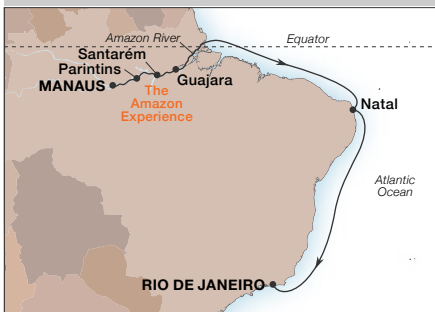 Amazon River
Equator
Santarém
Parintins
MANAUS
Guajara
The
Amazon
Experience
Natal
Atlantic
Ocean
RIO DE JANEIRO